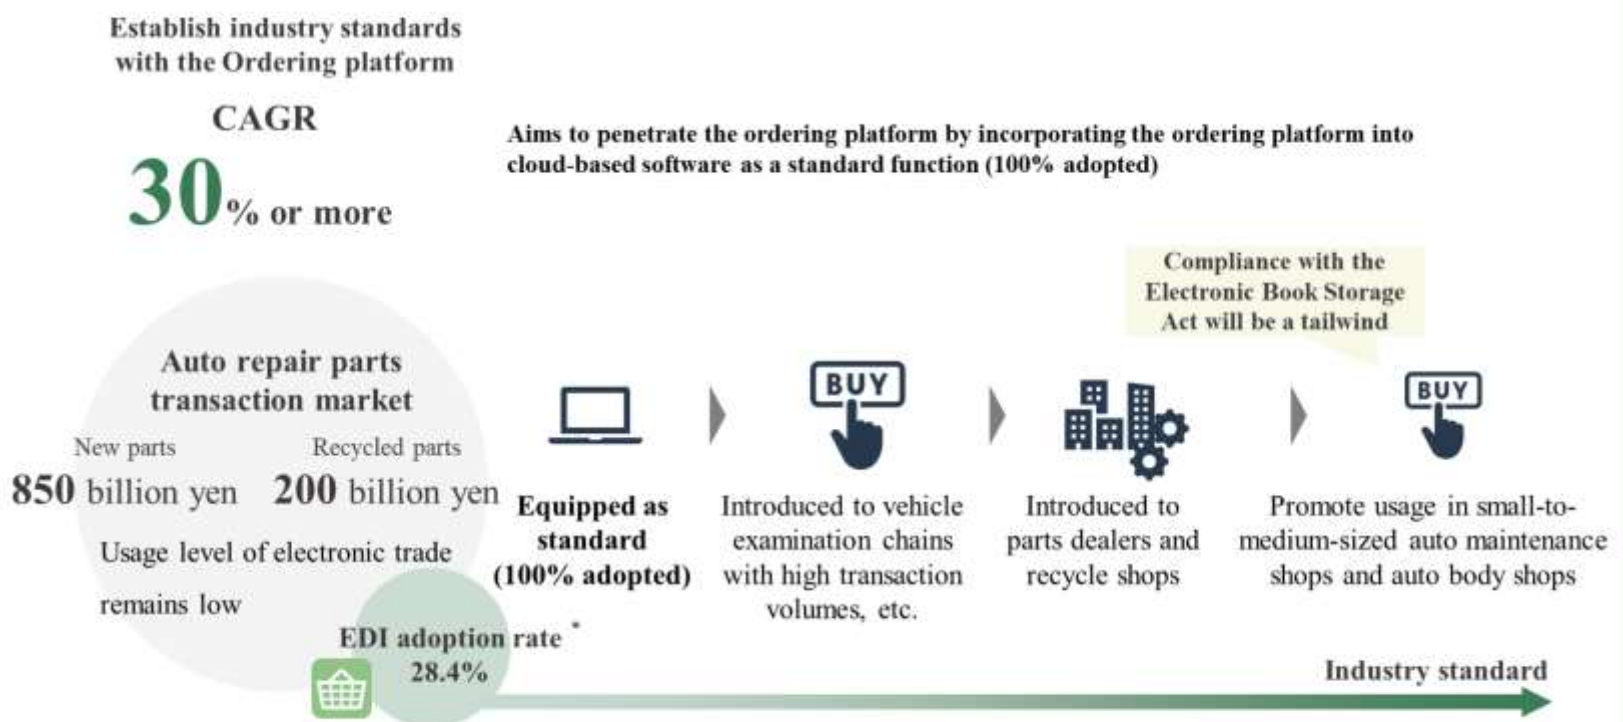 Establish industry standards
with the Ordering platform
CAGR
30% or more
Aims to penetrate the ordering platform by incorporating the ordering platform into
cloud-based software as a standard function (100% adopted)
Compliance with the
Electronic Book Storage
Act will be a tailwind
Auto repair parts
transaction market
New parts
Recycled parts
850 billion yen
200 billion yen
Usage level of electronic trade
remains low
EDI adoption rate *
28.4%
Equipped as
standard
(100% adopted)
BUY
Introduced to vehicle
examination chains
with high transaction
volumes, etc.
Introduced to
parts dealers and
recycle shops
BUY
Promote usage in small-to-
medium-sized auto maintenance
shops and auto body shops
Industry standard